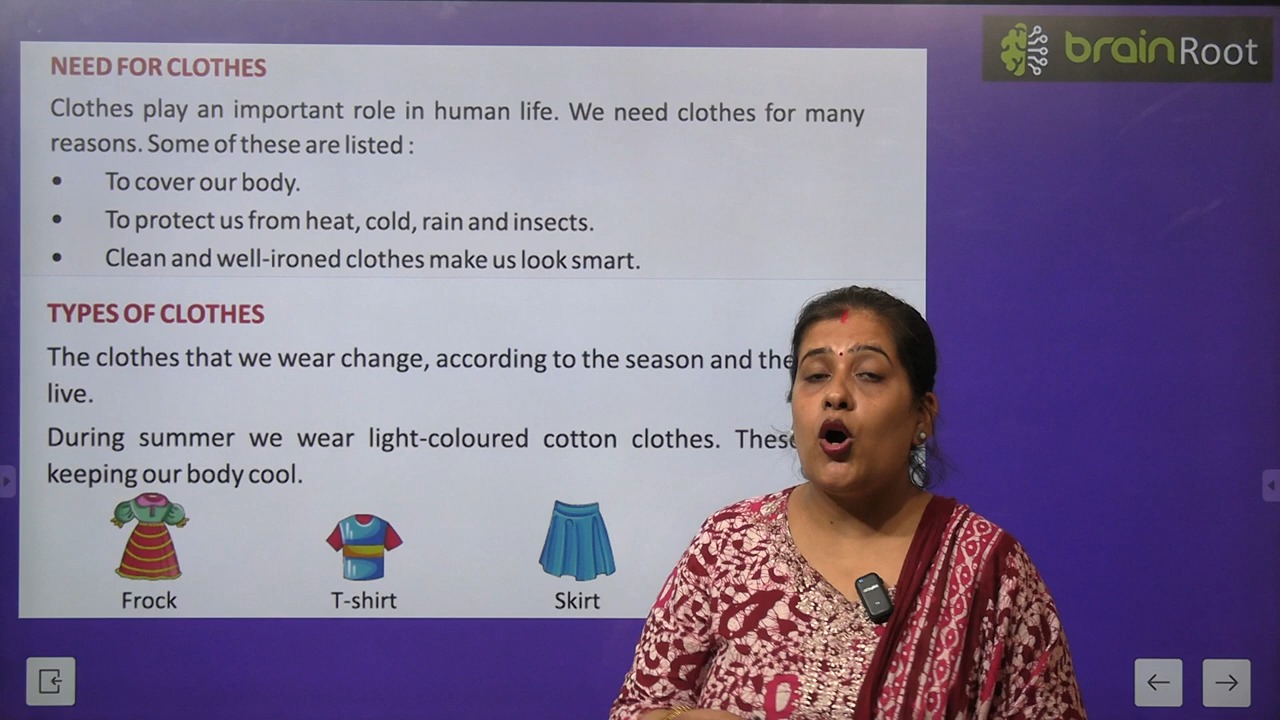 brainRoot
NEED FOR CLOTHES
Clothes play an important role in human life. We need clothes for many
reasons. Some of these are listed :
• To cover our body.
• To protect us from heat, cold, rain and insects.
• Clean and well-ironed clothes make us look smart.
TYPES OF CLOTHES
The clothes that we wear change, according to the season and the
live.
During summer we wear light-coloured cotton clothes. These
keeping our body cool.
Frock T-shirt Skirt